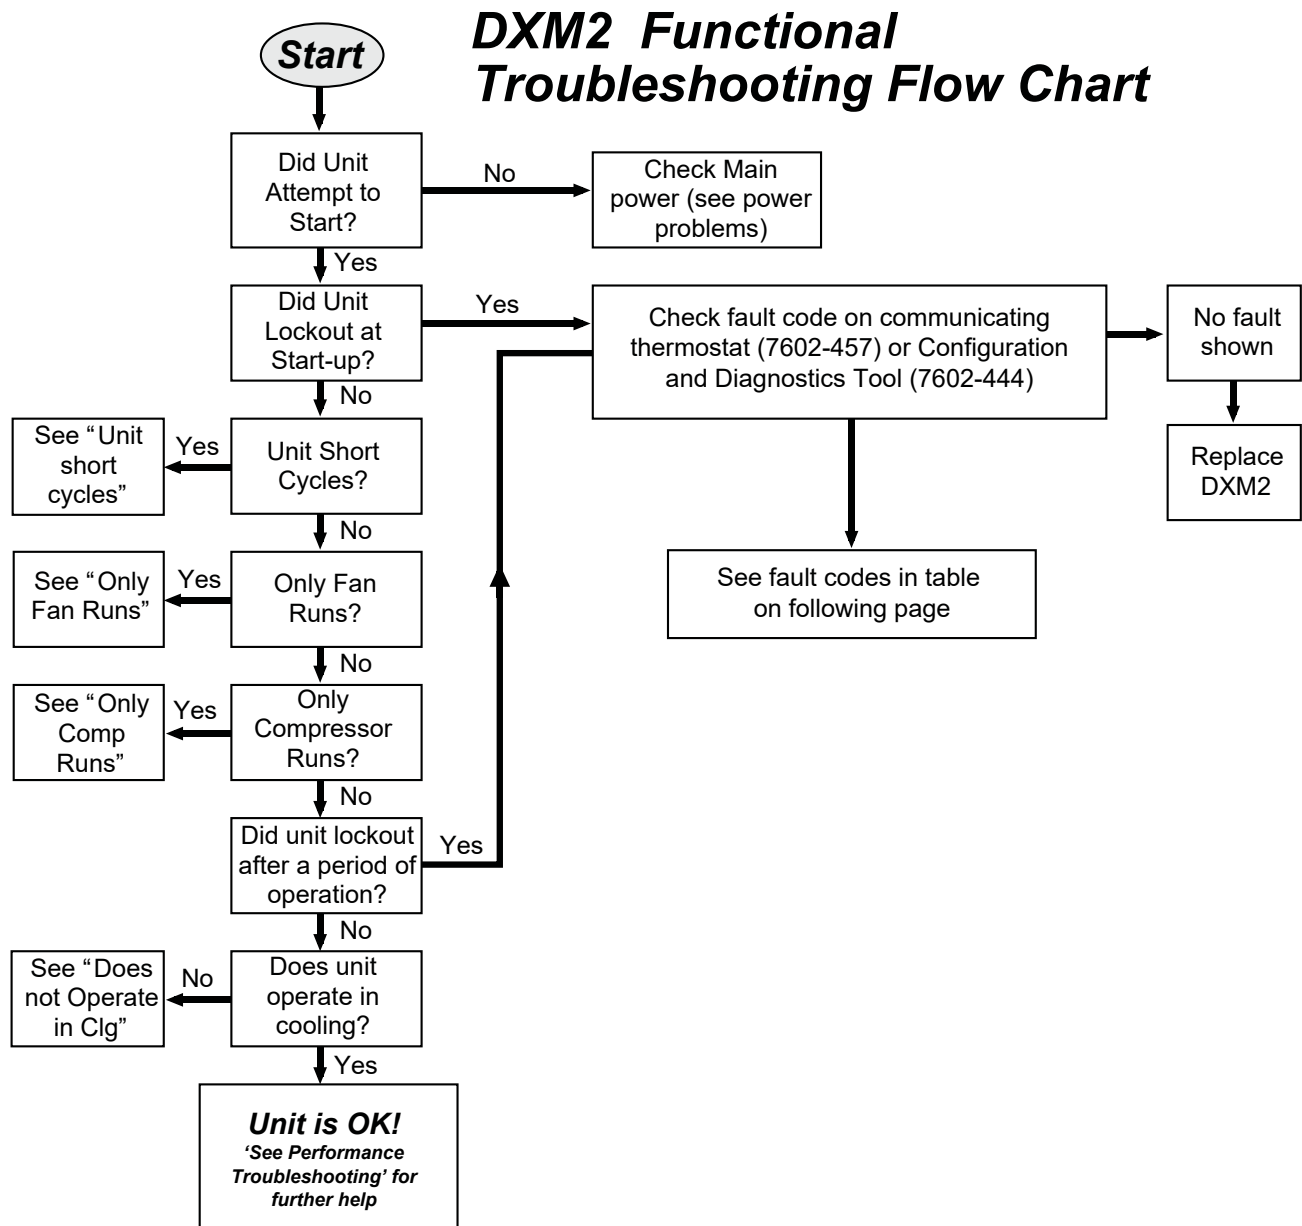 DXM2 Functional
Troubleshooting Flow Chart
Start
Did Unit
Attempt to
Start?
No
Check Main
power (see power
problems)
Yes
Did Unit
Lockout at
Start-up?
Yes
Check fault code on communicating
thermostat (7602-457) or Configuration
and Diagnostics Tool (7602-444)
No fault
shown
Replace
DXM2
See fault codes in table
on following page
No
Unit Short
Cycles?
Yes
See “Unit
short
cycles”
No
Only Fan
Runs?
Yes
See “Only
Fan Runs”
No
Only
Compressor
Runs?
Yes
See “Only
Comp
Runs”
No
Did unit lockout
after a period of
operation?
Yes
No
Does unit
operate in
cooling?
No
See “Does
not Operate
in Clg”
Yes
Unit is OK!
‘See Performance
Troubleshooting’ for
further help